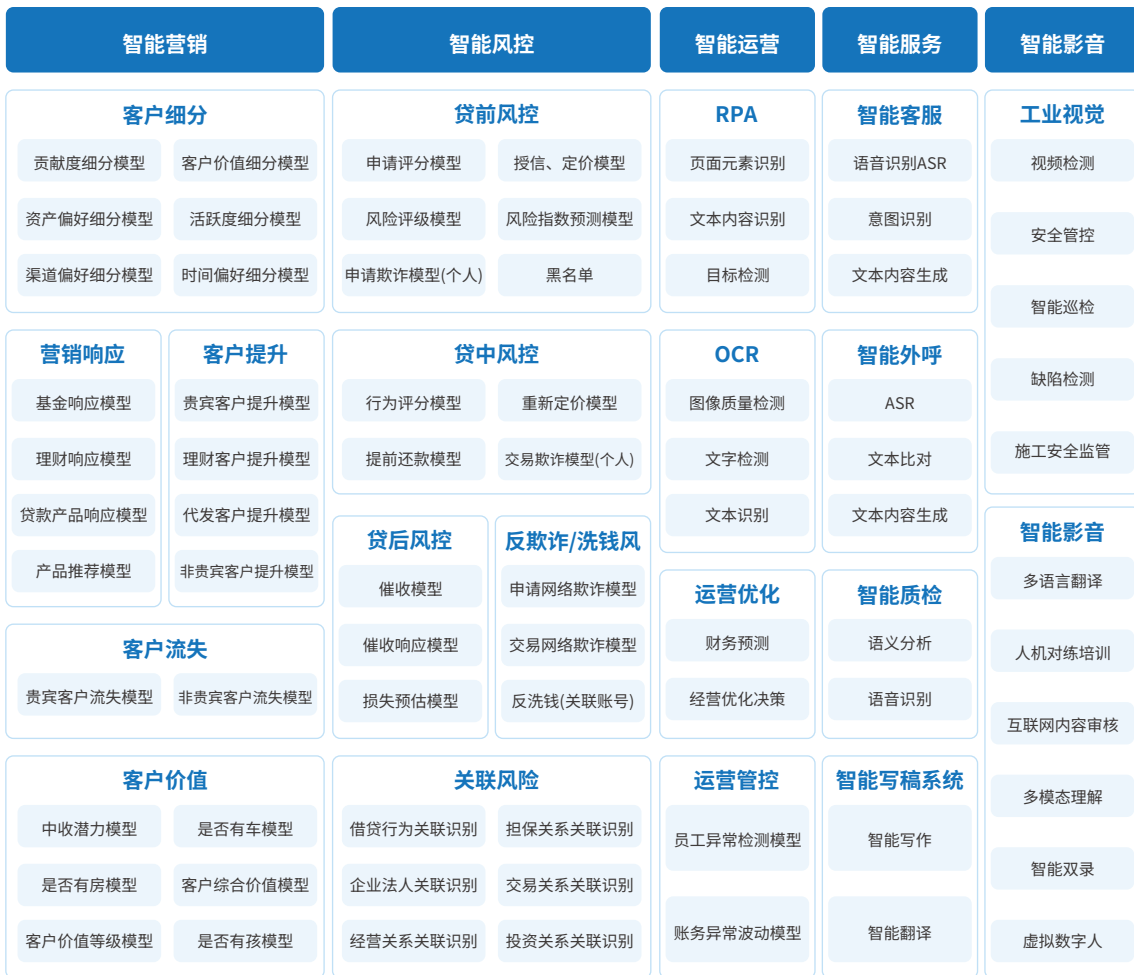 智能营销
智能风控
智能运营
智能服务
智能影音
客户细分
贡献度细分模型
客户价值细分模型
资产偏好细分模型
活跃度细分模型
渠道偏好细分模型
时间偏好细分模型
营销响应
基金响应模型
理财响应模型
贷款产品响应模型
产品推荐模型
客户提升
贵宾客户提升模型
理财客户提升模型
代发客户提升模型
非贵宾客户提升模型
客户流失
贵宾客户流失模型
非贵宾客户流失模型
客户价值
中收潜力模型
是否有车模型
是否有房模型
客户综合价值模型
客户价值等级模型
是否有孩模型
贷前风控
申请评分模型
授信、定价模型
风险评级模型
风险指数预测模型
申请欺诈模型(个人)
黑名单
贷中风控
行为评分模型
重新定价模型
提前还款模型
交易欺诈模型(个人)
贷后风控
催收模型
催收响应模型
损失预估模型
反欺诈/洗钱风
申请网络欺诈模型
交易网络欺诈模型
反洗钱(关联账号)
关联风险
借贷行为关联识别
担保关系关联识别
企业法人关联识别
交易关系关联识别
经营关系关联识别
投资关系关联识别
RPA
页面元素识别
文本内容识别
目标检测
OCR
图像质量检测
文字检测
文本识别
运营优化
财务预测
经营优化决策
运营管控
员工异常检测模型
账务异常波动模型
智能客服
语音识别ASR
意图识别
文本内容生成
智能外呼
ASR
文本比对
文本内容生成
智能质检
语义分析
语音识别
智能写稿系统
智能写作
智能翻译
工业视觉
视频检测
安全管控
智能巡检
缺陷检测
施工安全监管
智能影音
多语言翻译
人机对练培训
互联网内容审核
多模态理解
智能双录
虚拟数字人